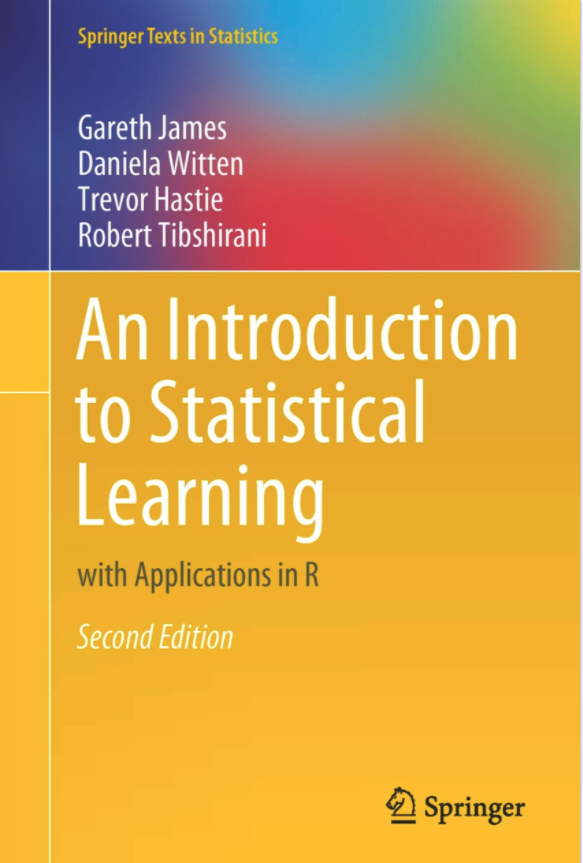 Springer Texts in Statistics
Gareth James
Daniela Witten
Trevor Hastie
Robert Tibshirani
An Introduction
to Statistical
Learning
with Applications in R
Second Edition
Springer